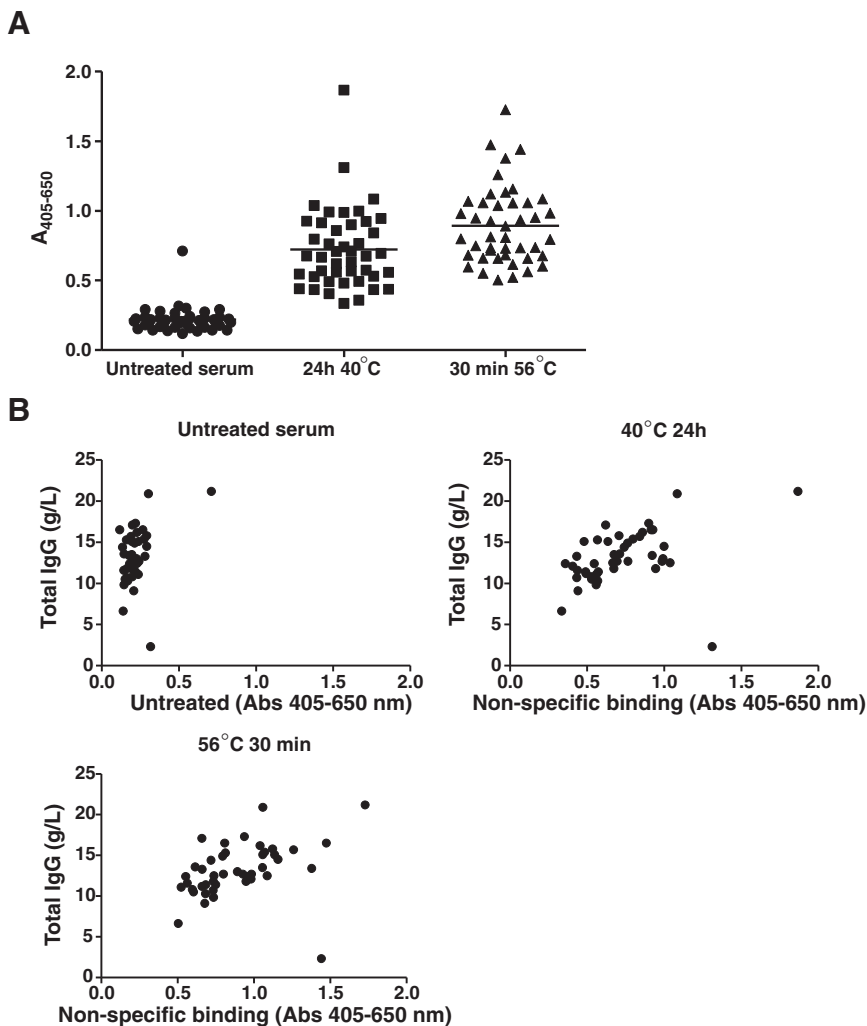 A
2.0
1.5
1.0
0.5
0.0
A405-650
Untreated serum 24h 40°C 30 min 56°C
B
Untreated serum
25
20
15
10
5
0
Total IgG (g/L)
0.0 0.5 1.0 1.5 2.0
Untreated (Abs 405-650 nm)
40°C 24h
25
20
15
10
5
0
Total IgG (g/L)
0.0 0.5 1.0 1.5 2.0
Non-specific binding (Abs 405-650 nm)
56°C 30 min
25
20
15
10
5
0
Total IgG (g/L)
0.0 0.5 1.0 1.5 2.0
Non-specific binding (Abs 405-650 nm)